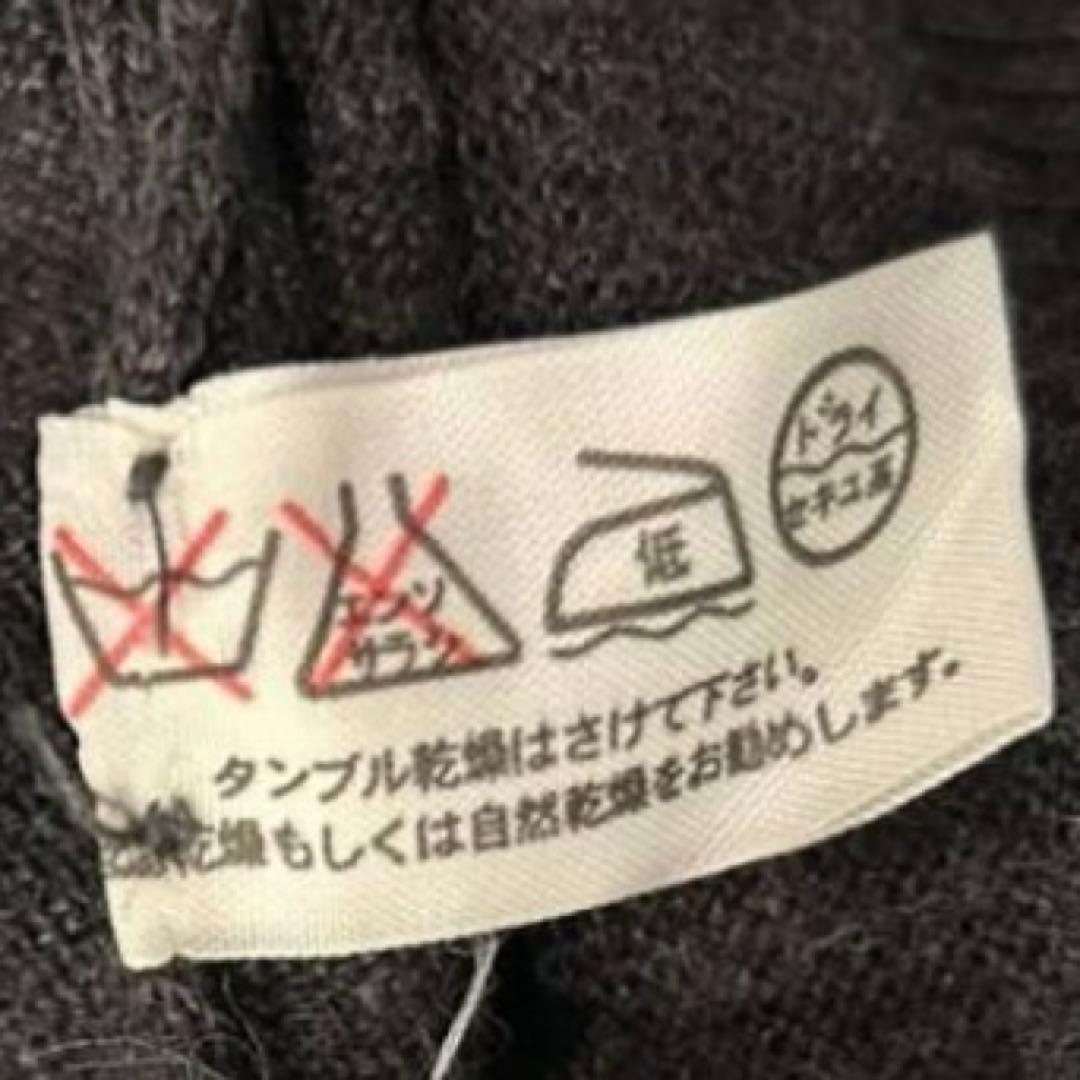 エンソ
サラシ
低
ドライ
セキユ系
タンブル乾燥はさけて下さい。
乾燥もしくは自然乾燥をお勧めします。